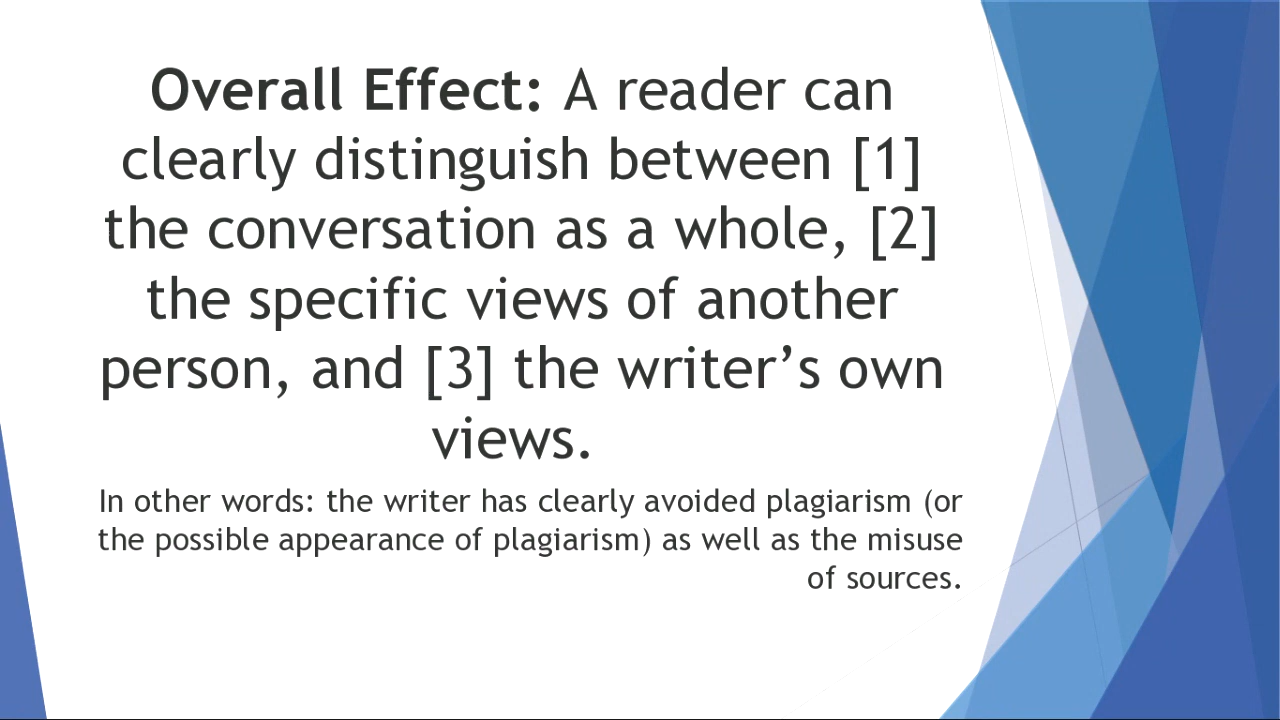 Overall Effect: A reader can
clearly distinguish between [1]
the conversation as a whole, [2]
the specific views of another
person, and [3] the writer’s own
views.
In other words: the writer has clearly avoided plagiarism (or
the possible appearance of plagiarism) as well as the misuse
of sources.